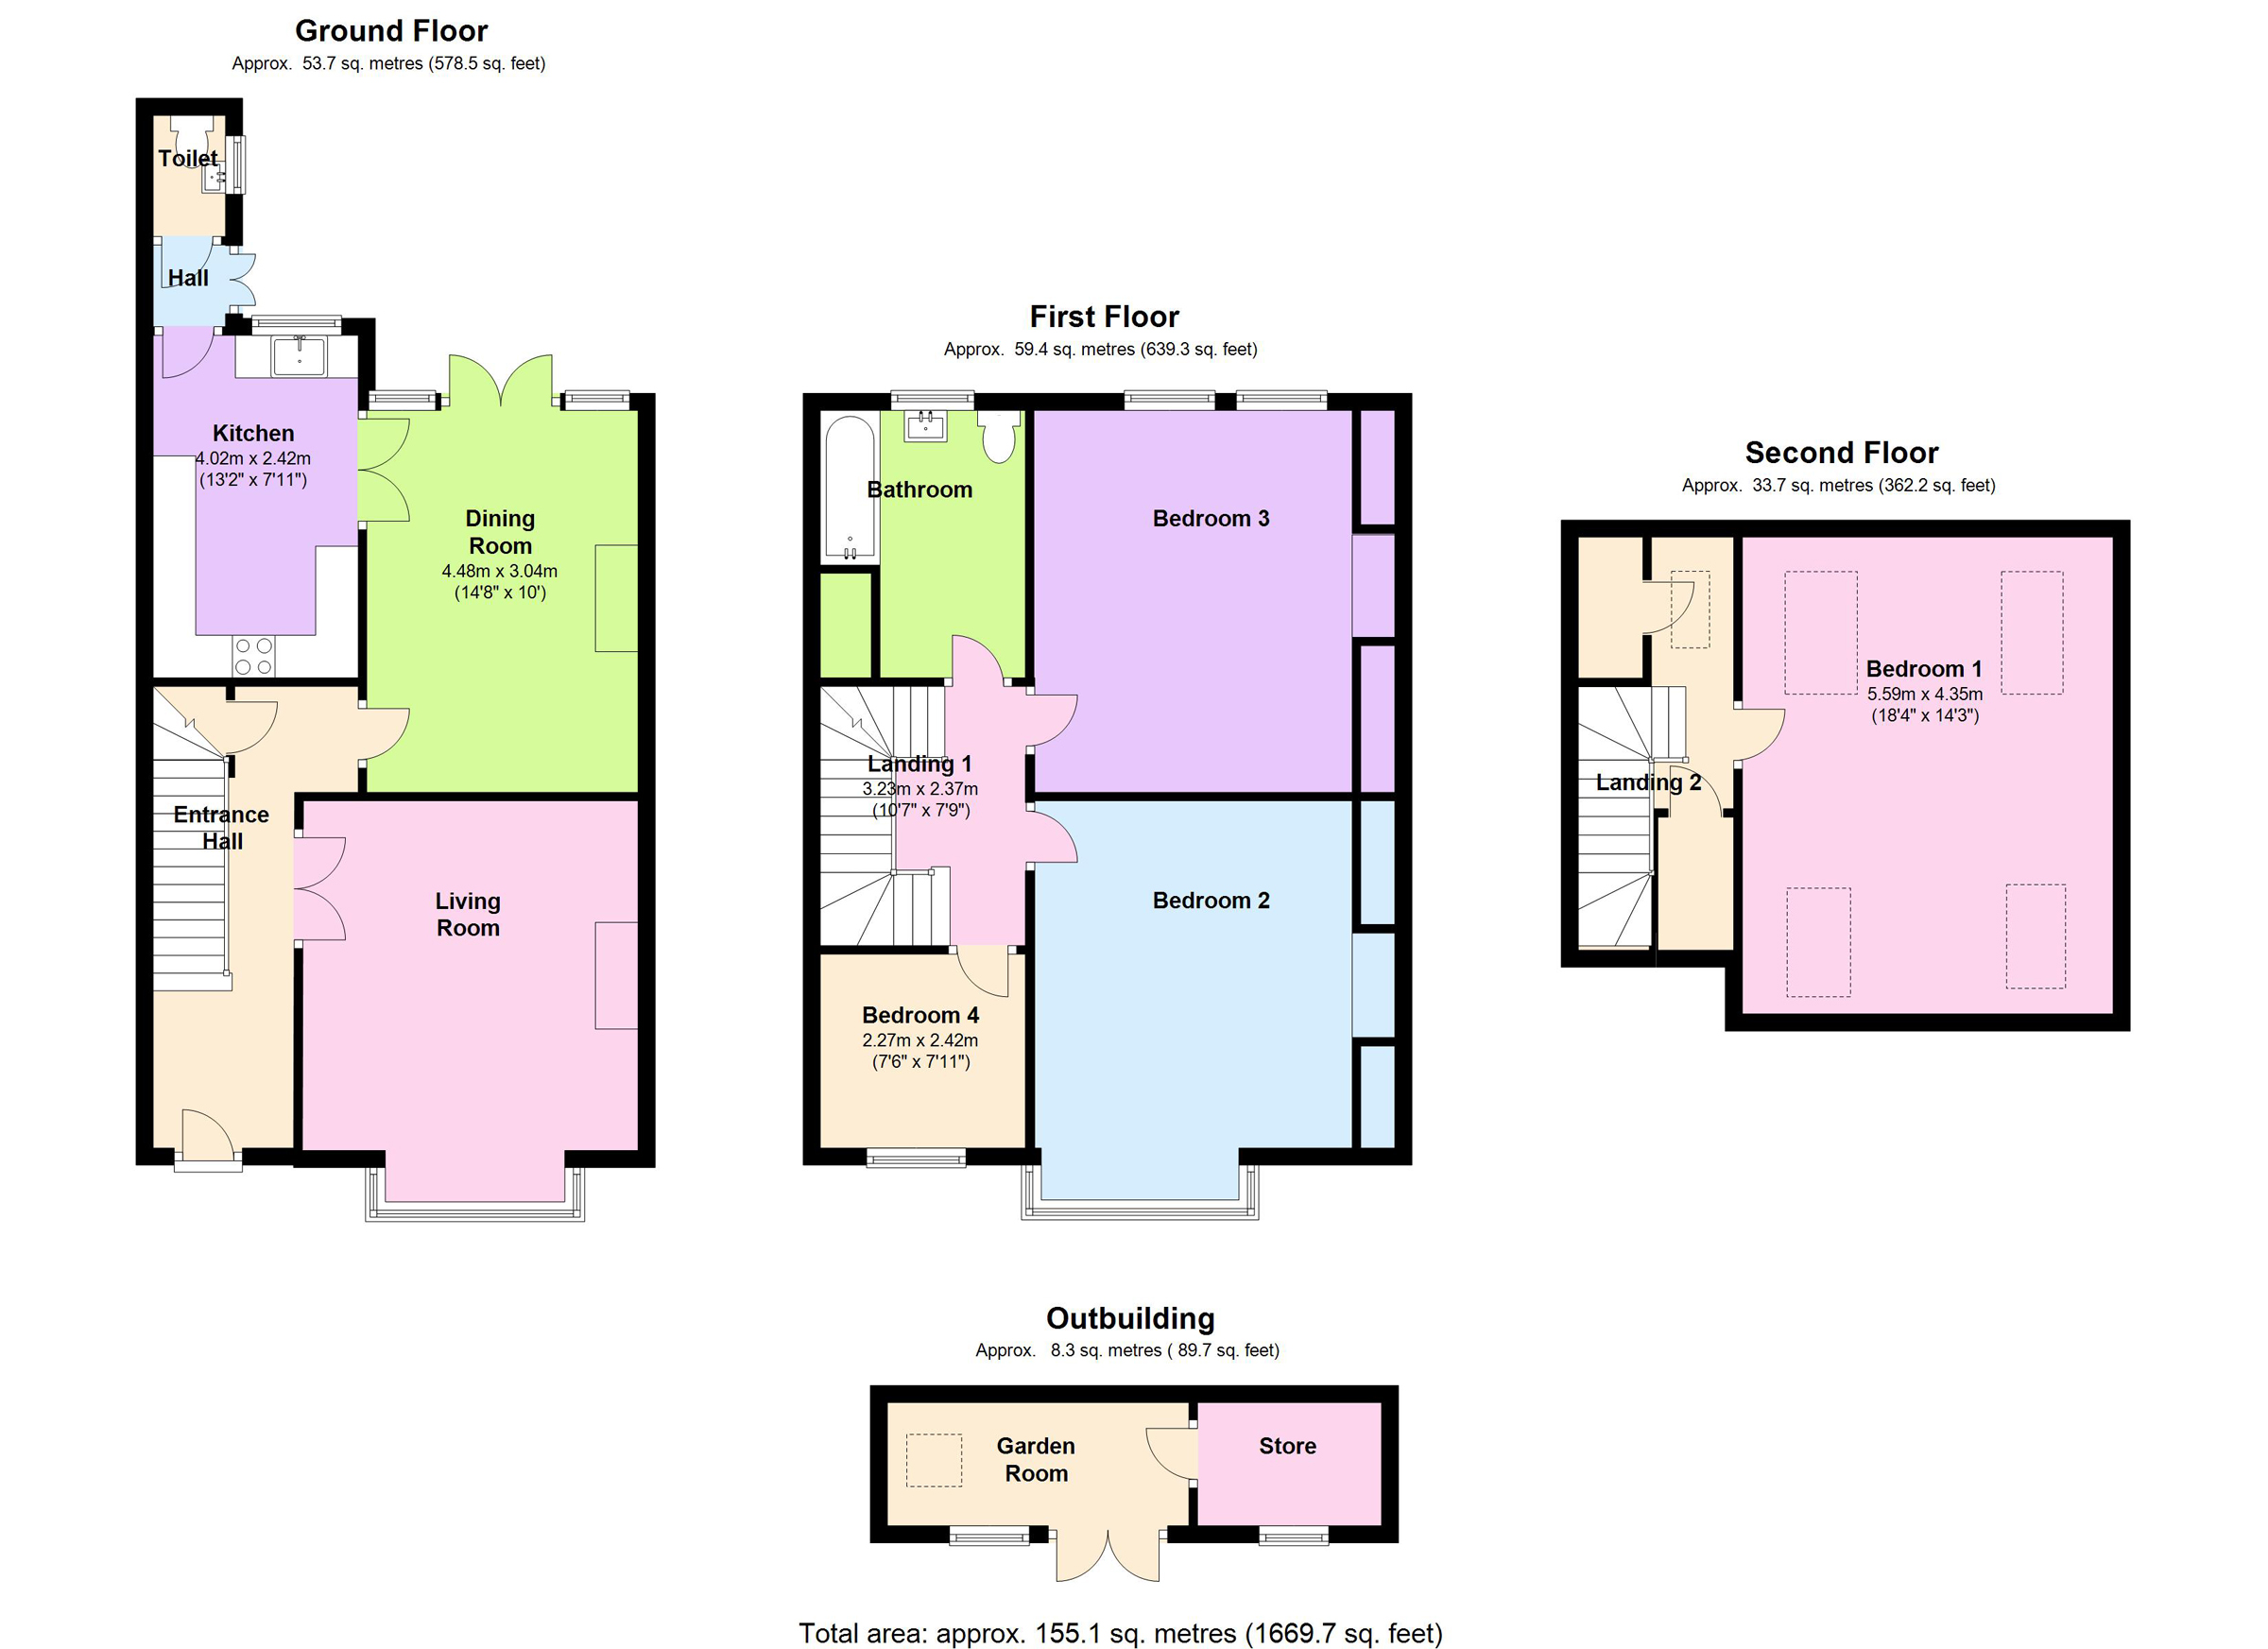 Ground Floor
Approx.  53.7 sq. metres (578.5 sq. feet)
Toilet
Hall
Kitchen
4.02m x 2.42m
(13'2" x 7'11")
Dining
Room
4.48m x 3.04m
(14'8" x 10')
Entrance
Hall
Living
Room
First Floor
Approx.  59.4 sq. metres (639.3 sq. feet)
Bathroom
Bedroom 3
Landing 1
3.23m x 2.37m
(10'7" x 7'9")
Bedroom 2
Bedroom 4
2.27m x 2.42m
(7'6" x 7'11")
Second Floor
Approx.  33.7 sq. metres (362.2 sq. feet)
Bedroom 1
5.59m x 4.35m
(18'4" x 14'3")
Landing 2
Outbuilding
Approx.   8.3 sq. metres ( 89.7 sq. feet)
Garden
Room
Store
Total area: approx. 155.1 sq. metres (1669.7 sq. feet)